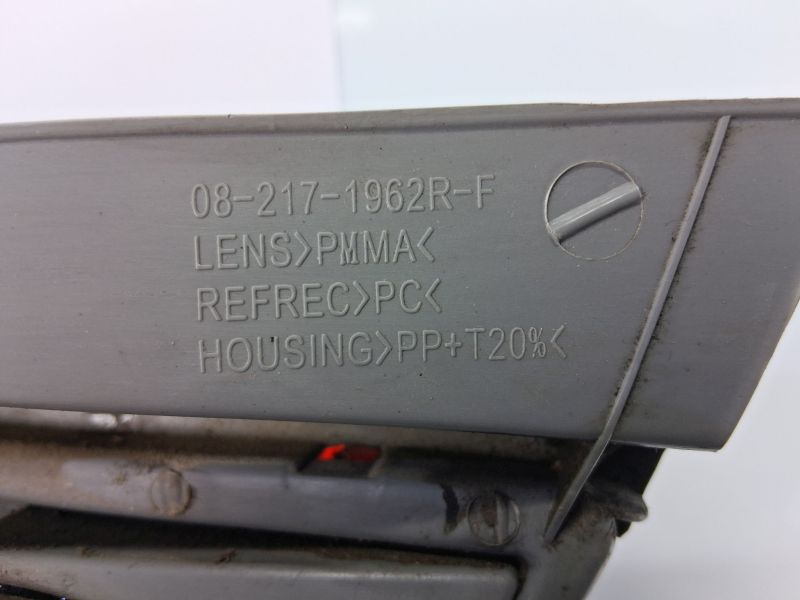 08-217-1962R-F
LENS>PMMA<
REFREC>PC<
HOUSING>PP+T20%<